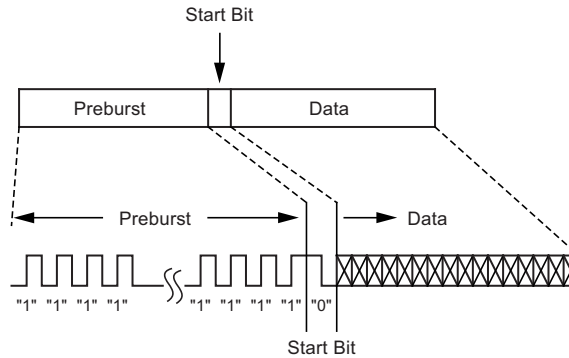 Start Bit
Preburst Data
Preburst Data
"1" "1" "1" "1" "1" "1" "1" "1" "0"
Start Bit